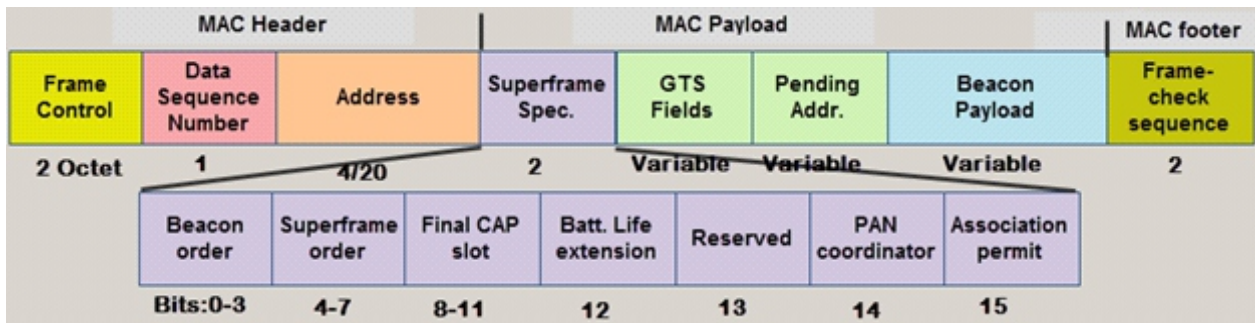 MAC Header MAC Payload MAC footer
Frame Control Data Sequence Number Address Superframe Spec. GTS Fields Pending Addr. Beacon Payload Frame-check sequence
2 Octet 1 4/20 2 Variable Variable Variable 2
Beacon order Superframe order Final CAP slot Batt. Life extension Reserved PAN coordinator Association permit
Bits:0-3 4-7 8-11 12 13 14 15